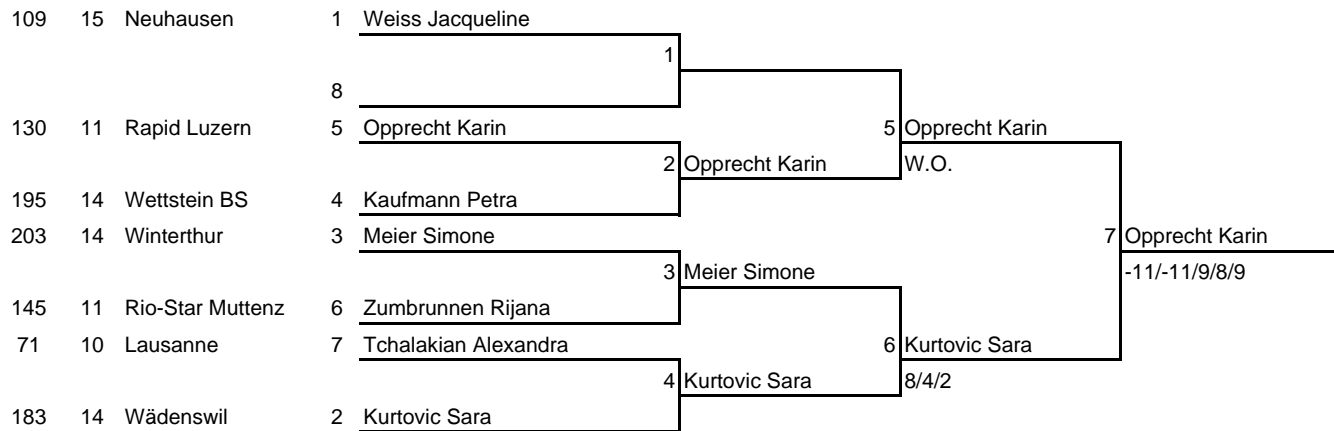 109 15 Neuhausen 1 Weiss Jacqueline
1
8
130 11 Rapid Luzern 5 Opprecht Karin 5 Opprecht Karin
2 Opprecht Karin W.O.
195 14 Wettstein BS 4 Kaufmann Petra
203 14 Winterthur 3 Meier Simone 7 Opprecht Karin
3 Meier Simone -11/-11/9/8/9
145 11 Rio-Star Muttenz 6 Zumbrunnen Rijana
71 10 Lausanne 7 Tchalakian Alexandra 6 Kurtovic Sara
4 Kurtovic Sara 8/4/2
183 14 Wädenswil 2 Kurtovic Sara